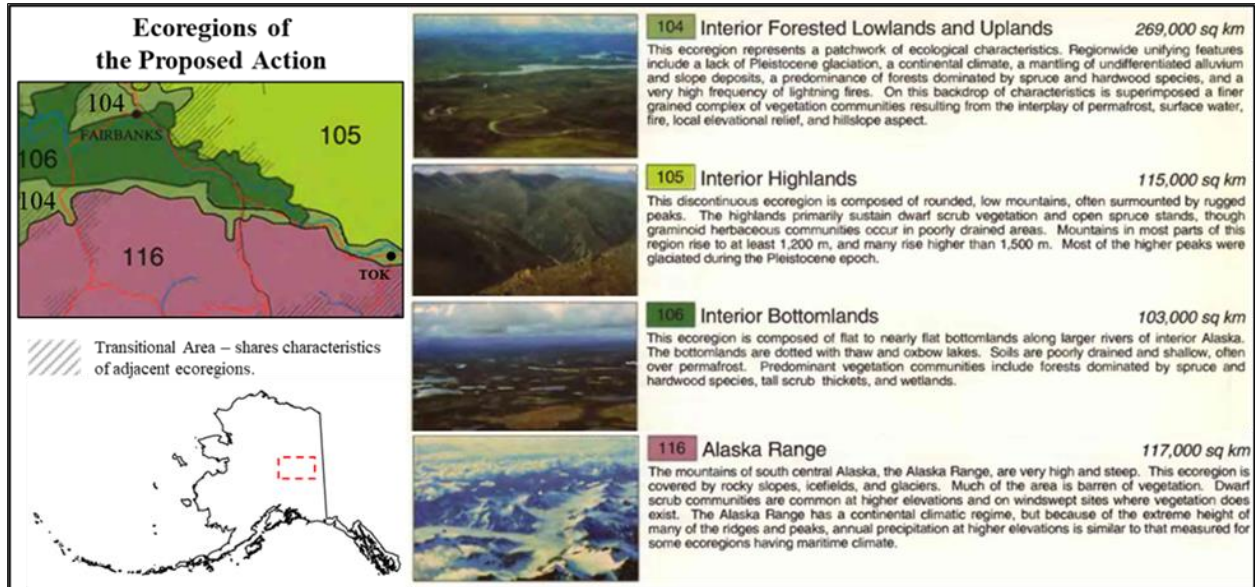 Ecoregions of
the Proposed Action
104
FAIRBANKS
105
106
104
116
TOK
Transitional Area – shares characteristics
of adjacent ecoregions.
104 Interior Forested Lowlands and Uplands 269,000 sq km
This ecoregion represents a patchwork of ecological characteristics. Regionwide unifying features
include a lack of Pleistocene glaciation, a continental climate, a mantling of undifferentiated alluvium
and slope deposits, a predominance of forests dominated by spruce and hardwood species, and a
very high frequency of lightning fires. On this backdrop of characteristics is superimposed a finer
grained complex of vegetation communities resulting from the interplay of permafrost, surface water,
fire, local elevational relief, and hillslope aspect.
105 Interior Highlands 115,000 sq km
This discontinuous ecoregion is composed of rounded, low mountains, often surmounted by rugged
peaks. The highlands primarily sustain dwarf scrub vegetation and open spruce stands, though
graminoid herbaceous communities occur in poorly drained areas. Mountains in most parts of this
region rise to at least 1,200 m, and many rise higher than 1,500 m. Most of the higher peaks were
glaciated during the Pleistocene epoch.
106 Interior Bottomlands 103,000 sq km
This ecoregion is composed of flat to nearly flat bottomlands along larger rivers of interior Alaska.
The bottomlands are dotted with thaw and oxbow lakes. Soils are poorly drained and shallow, often
over permafrost. Predominant vegetation communities include forests dominated by spruce and
hardwood species, tall scrub thickets, and wetlands.
116 Alaska Range 117,000 sq km
The mountains of south central Alaska, the Alaska Range, are very high and steep. This ecoregion is
covered by rocky slopes, icefields, and glaciers. Much of the area is barren of vegetation. Dwarf
scrub communities are common at higher elevations and on windswept sites where vegetation does
exist. The Alaska Range has a continental climatic regime, but because of the extreme height of
many of the ridges and peaks, annual precipitation at higher elevations is similar to that measured for
some ecoregions having maritime climate.